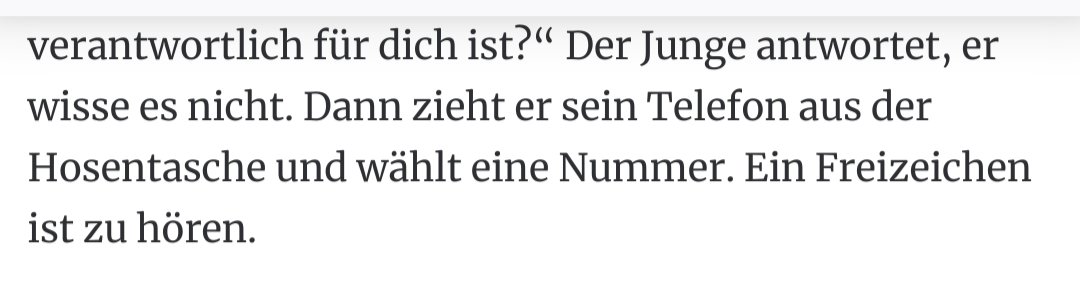 verantwortlich für dich ist?“ Der Junge antwortet, er
wisse es nicht. Dann zieht er sein Telefon aus der
Hosentasche und wählt eine Nummer. Ein Freizeichen
ist zu hören.